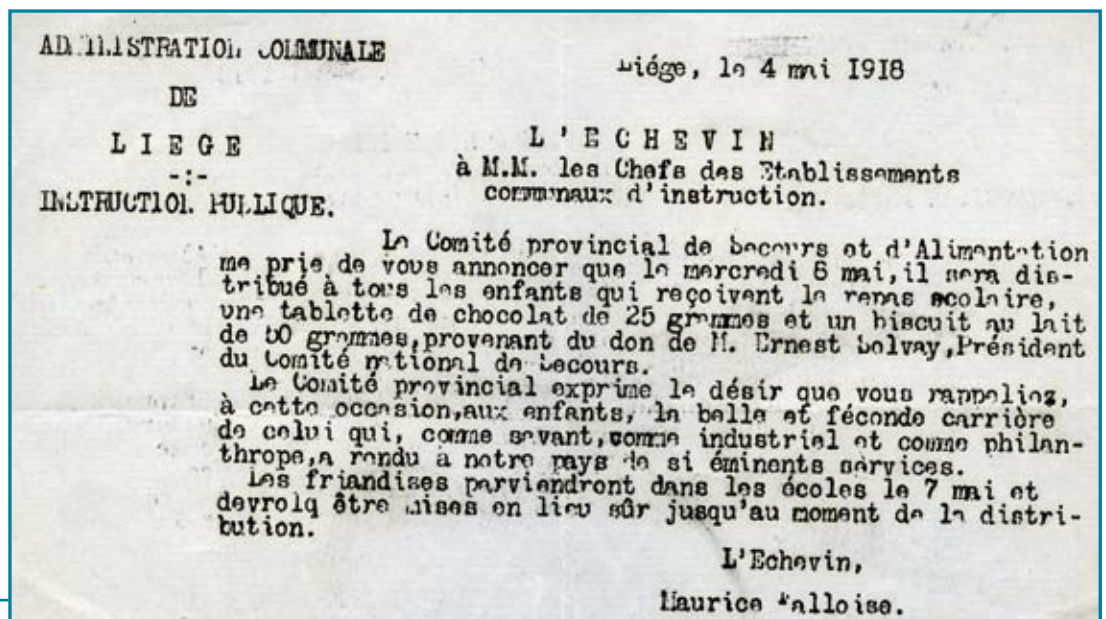 ADMINISTRATION COMMUNALE
Liége, le 4 mai I9I8
DE
L I E G E
-:-
INSTRUCTION PUBLIQUE.
L ' E C H E V I N
à M.M. les Chefs des Etablissements
communaux d'instruction.
Le Comité provincial de Secours et d'Alimentation
me prie de vous annoncer que le mercredi 8 mai, il sera dis-
tribué à tous les enfants qui reçoivent le repas scolaire,
une tablette de chocolat de 25 grammes et un biscuit au lait
de 50 grammes, provenant du don de M. Ernest Solvay, Président
du Comité national de Secours.
Le Comité provincial exprime le désir que vous rappeliez,
à cette occasion, aux enfants, la belle et féconde carrière
de celui qui, comme savant, comme industriel et comme philan-
thrope, a rendu à notre pays de si éminents services.
Les friandises parviendront dans les écoles le 7 mai et
devrolq être mises en lieu sûr jusqu'au moment de la distri-
bution.
L'Echevin,
Maurice Falloise.